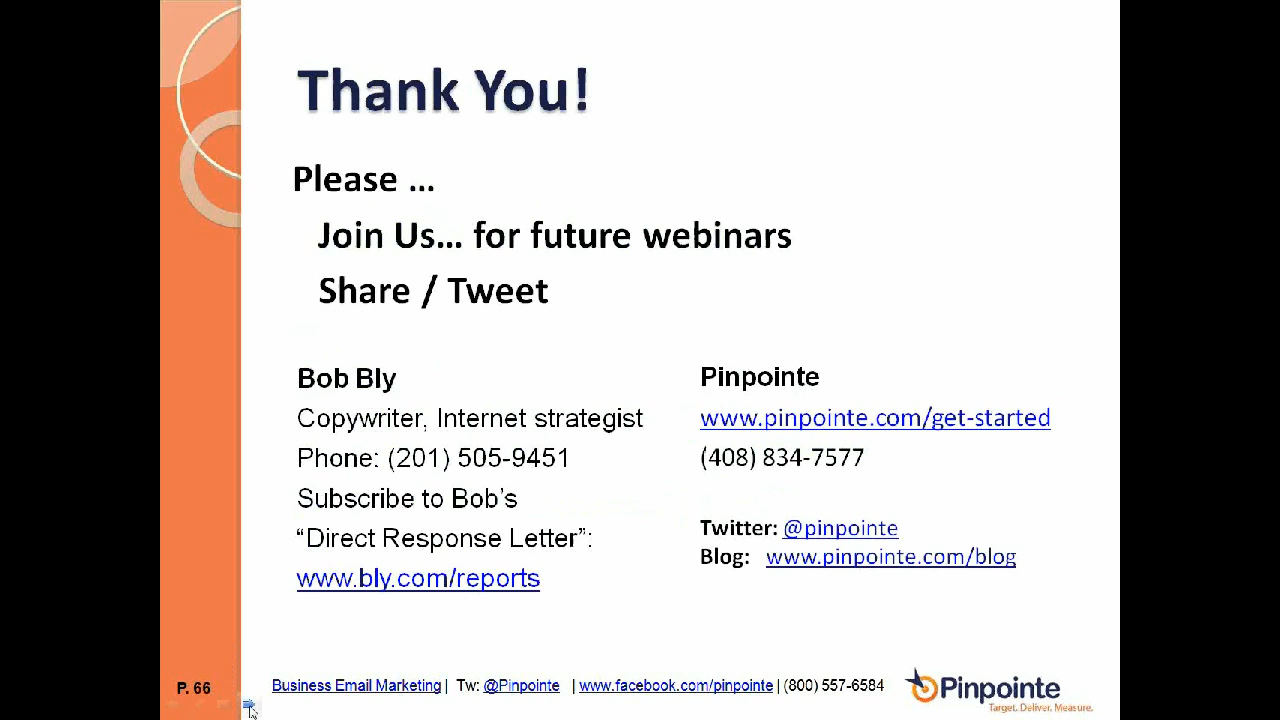 Thank You!
Please ...
Join Us... for future webinars
Share / Tweet
Bob Bly
Copywriter, Internet strategist
Phone: (201) 505-9451
Subscribe to Bob’s
“Direct Response Letter”:
www.bly.com/reports
Pinpointe
www.pinpointe.com/get-started
(408) 834-7577
Twitter: @pinpointe
Blog: www.pinpointe.com/blog
P. 66
Business Email Marketing | Tw: @Pinpointe | www.facebook.com/pinpointe | (800) 557-6584
Pinpointe
Target. Deliver. Measure.